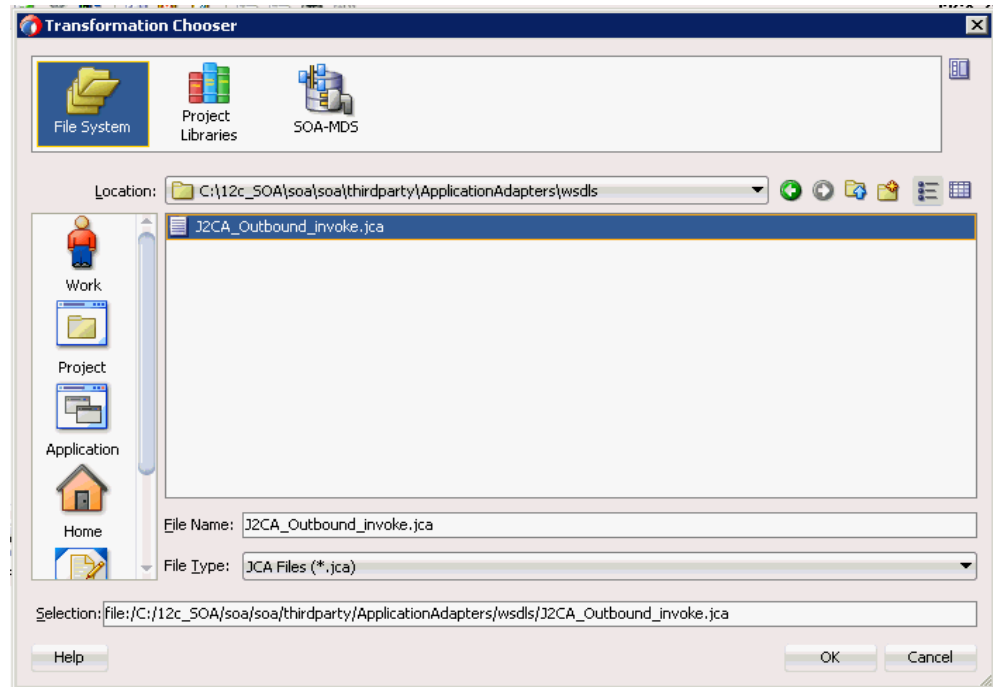 Transformation Chooser
File System
Project
Libraries
SOA-MDS
Location:
C:\12c_SOA\soa\soa\thirdparty\ApplicationAdapters\wsdls
J2CA_Outbound_invoke.jca
Work
Project
Application
Home
File Name:
J2CA_Outbound_invoke.jca
File Type:
JCA Files (*.jca)
Selection:
file:/C:/12c_SOA/soa/soa/thirdparty/ApplicationAdapters/wsdls/J2CA_Outbound_invoke.jca
Help
OK
Cancel